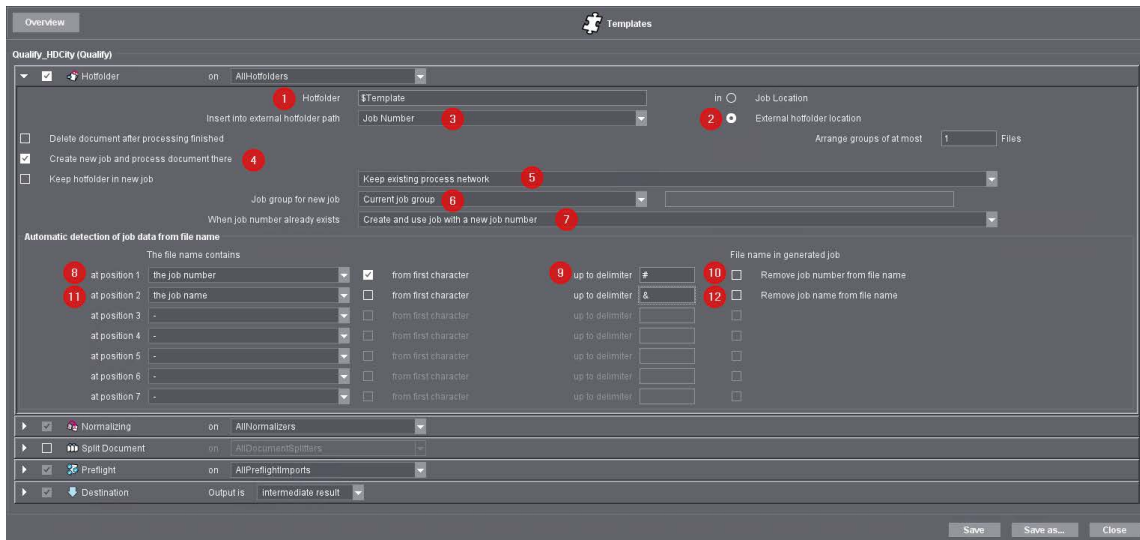 Overview
Templates
Qualify_HDCity (Qualify)
Hotfolder on AllHotfolders
1 Hotfolder $Template in Job Location
Insert into external hotfolder path Job Number 3 2 External hotfolder location
Delete document after processing finished Arrange groups of at most 1 Files
Create new job and process document there 4
Keep hotfolder in new job Keep existing process network 5
Job group for new job Current job group 6
When job number already exists Create and use job with a new job number 7
Automatic detection of job data from file name
The file name contains File name in generated job
8 at position 1 the job number from first character 9 up to delimiter # 10 Remove job number from file name
11 at position 2 the job name from first character up to delimiter & 12 Remove job name from file name
at position 3 - from first character up to delimiter
at position 4 - from first character up to delimiter
at position 5 - from first character up to delimiter
at position 6 - from first character up to delimiter
at position 7 - from first character up to delimiter
Normalizing on AllNormalizers
Split Document on AllDocumentSplitters
Preflight on AllPreflightImports
Destination Output is intermediate result
Save Save as... Close